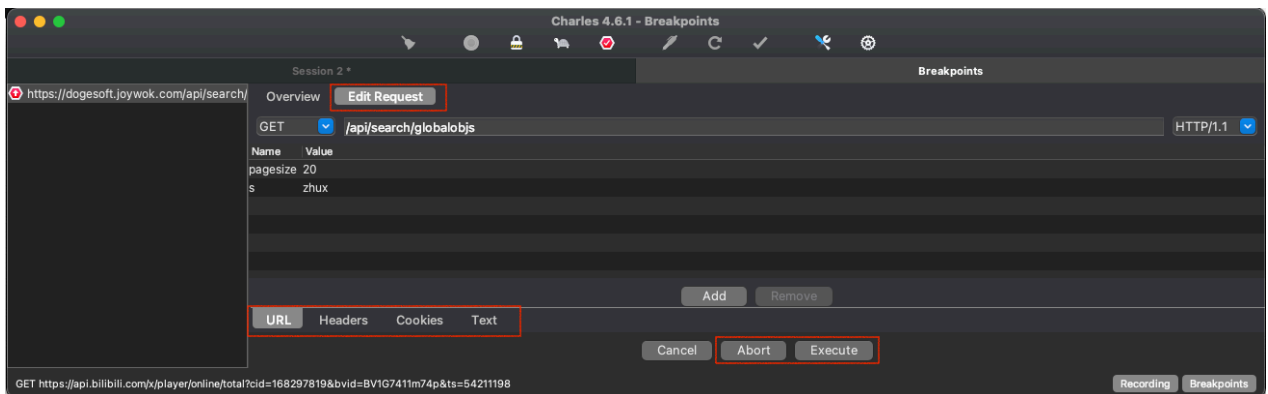 Charles 4.6.1 - Breakpoints
Session 2 *
Breakpoints
https://dogesoft.joywok.com/api/search/
Overview
Edit Request
GET
/api/search/globalobjs
HTTP/1.1
Name Value
pagesize 20
s zhux
Add
Remove
URL
Headers
Cookies
Text
Cancel
Abort
Execute
GET https://api.bilibili.com/x/player/online/total?cid=168297819&bvid=BV1G7411m74p&ts=54211198
Recording
Breakpoints